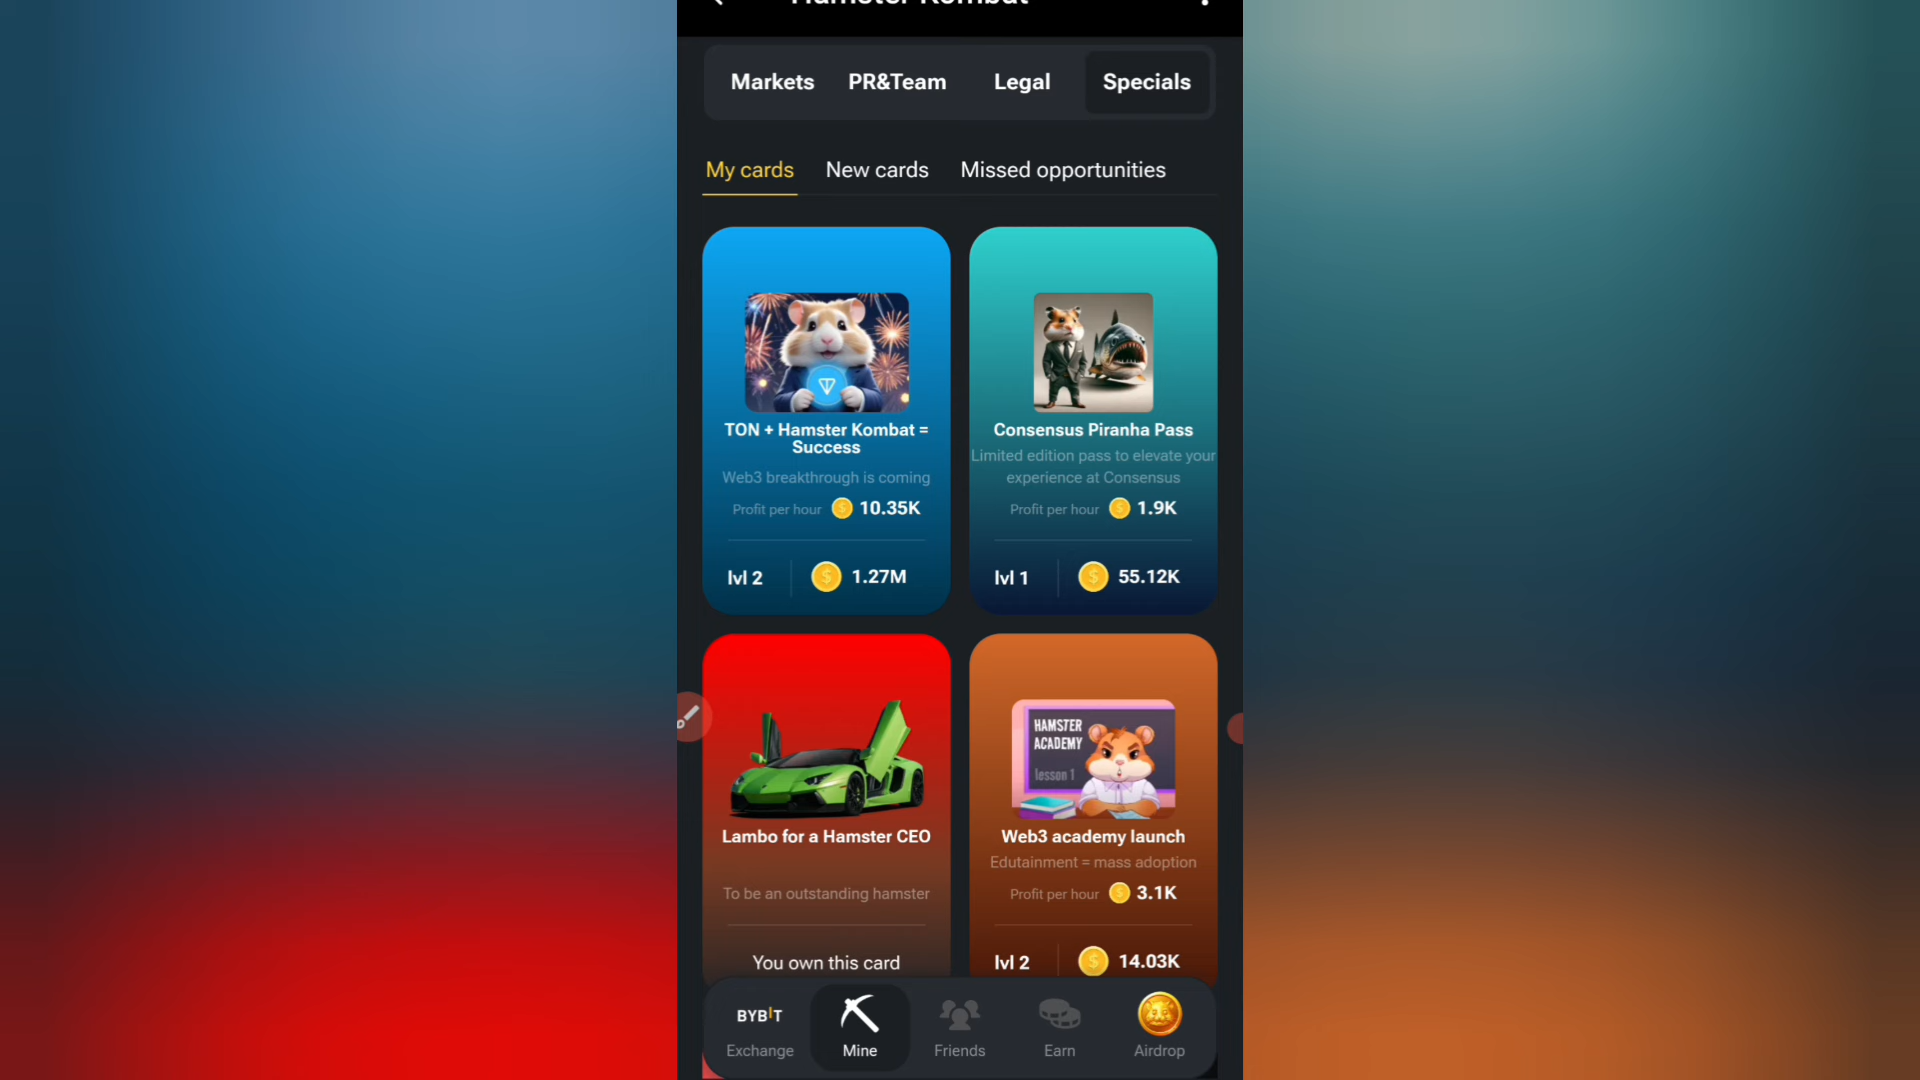 Hamster Kombat
Markets PR&Team Legal Specials
My cards New cards Missed opportunities
TON + Hamster Kombat =
Success
Web3 breakthrough is coming
Profit per hour 10.35K
lvl 2 1.27M
Consensus Piranha Pass
Limited edition pass to elevate your
experience at Consensus
Profit per hour 1.9K
lvl 1 55.12K
Lambo for a Hamster CEO
To be an outstanding hamster
You own this card
HAMSTER
ACADEMY
lesson 1
Web3 academy launch
Edutainment = mass adoption
Profit per hour 3.1K
lvl 2 14.03K
BYBIT
Exchange Mine Friends Earn Airdrop